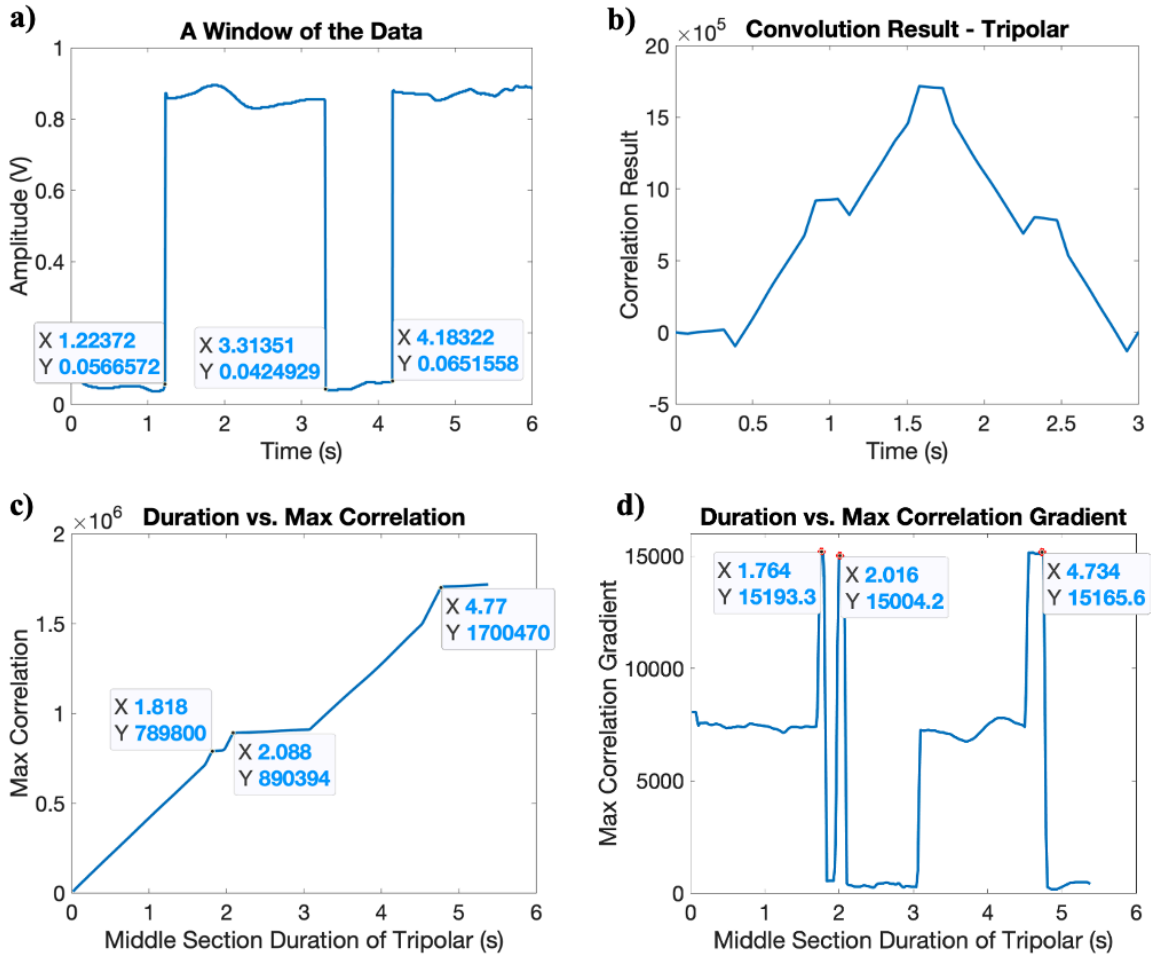 a)
A Window of the Data
1
0.8
0.6
0.4
0.2
0
Amplitude (V)
X 1.22372
Y 0.0566572
X 3.31351
Y 0.0424929
X 4.18322
Y 0.0651558
0 1 2 3 4 5 6
Time (s)
b)
Convolution Result - Tripolar
×10⁵
20
15
10
5
0
-5
Correlation Result
0 0.5 1 1.5 2 2.5 3
Time (s)
c)
Duration vs. Max Correlation
×10⁶
2
1.5
1
0.5
0
Max Correlation
X 4.77
Y 1700470
X 1.818
Y 789800
X 2.088
Y 890394
0 1 2 3 4 5 6
Middle Section Duration of Tripolar (s)
d)
Duration vs. Max Correlation Gradient
15000
10000
5000
0
Max Correlation Gradient
X 1.764
Y 15193.3
X 2.016
Y 15004.2
X 4.734
Y 15165.6
0 1 2 3 4 5 6
Middle Section Duration of Tripolar (s)